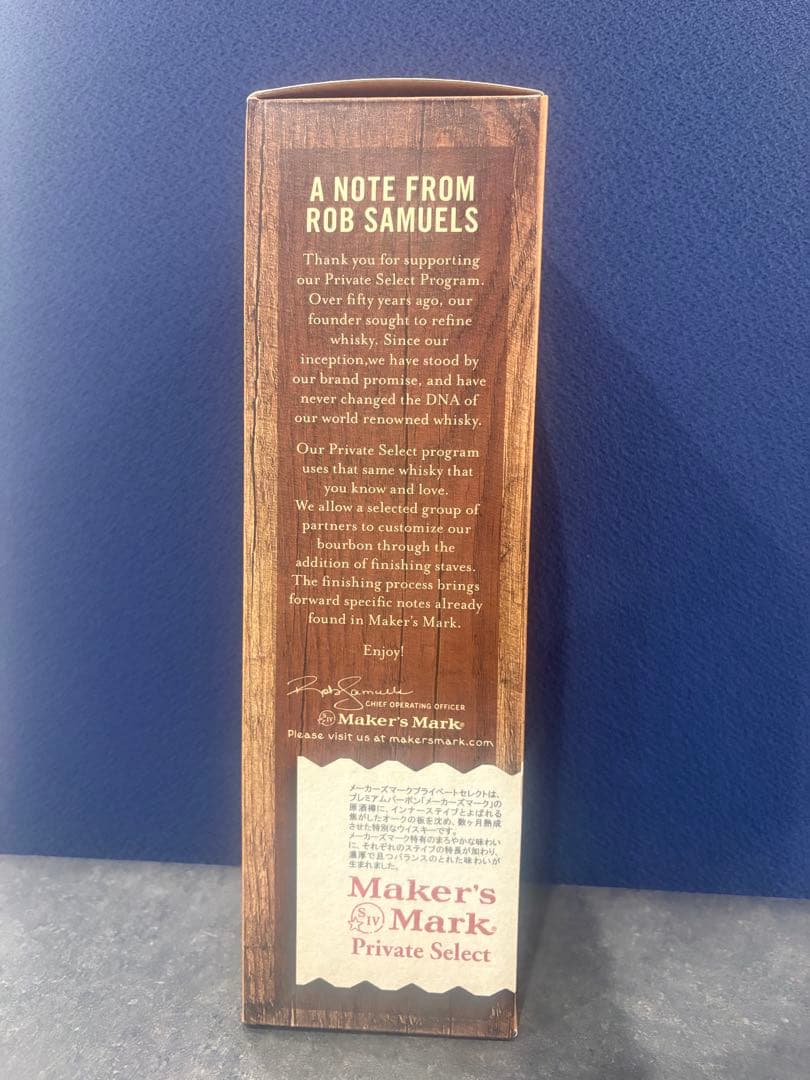 A NOTE FROM
ROB SAMUELS
Thank you for supporting
our Private Select Program.
Over fifty years ago, our
founder sought to refine
whisky. Since our
inception,we have stood by
our brand promise, and have
never changed the DNA of
our world renowned whisky.
Our Private Select program
uses that same whisky that
you know and love.
We allow a selected group of
partners to customize our
bourbon through the
addition of finishing staves.
The finishing process brings
forward specific notes already
found in Maker's Mark.
Enjoy!
Rob Samuels
CHIEF OPERATING OFFICER
SIV Maker's Mark
Please visit us at makersmark.com
メーカーズマークプライベートセレクトは、
プレミアムバーボン「メーカーズマーク」の
原酒樽に、インナーステイブとよばれる
焦がしたオークの板を沈め、数ヶ月熟成
させた特別なウイスキーです。
メーカーズマーク特有のまろやかな味わい
に、それぞれのステイブの特長が加わり、
濃厚で且つバランスのとれた味わいが
生まれました。
Maker's
SIV Mark
Private Select